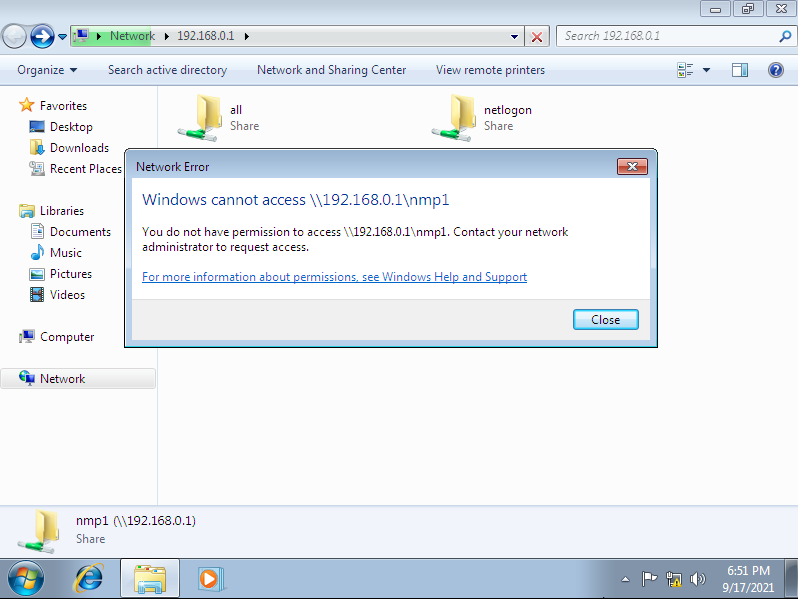 Network
192.168.0.1
Search 192.168.0.1
Organize
Search active directory
Network and Sharing Center
View remote printers
Favorites
Desktop
Downloads
Recent Places
Libraries
Documents
Music
Pictures
Videos
Computer
Network
all
Share
netlogon
Share
Network Error
Windows cannot access \\192.168.0.1\nmp1
You do not have permission to access \\192.168.0.1\nmp1. Contact your network
administrator to request access.
For more information about permissions, see Windows Help and Support
Close
nmp1 (\\192.168.0.1)
Share
6:51 PM
9/17/2021